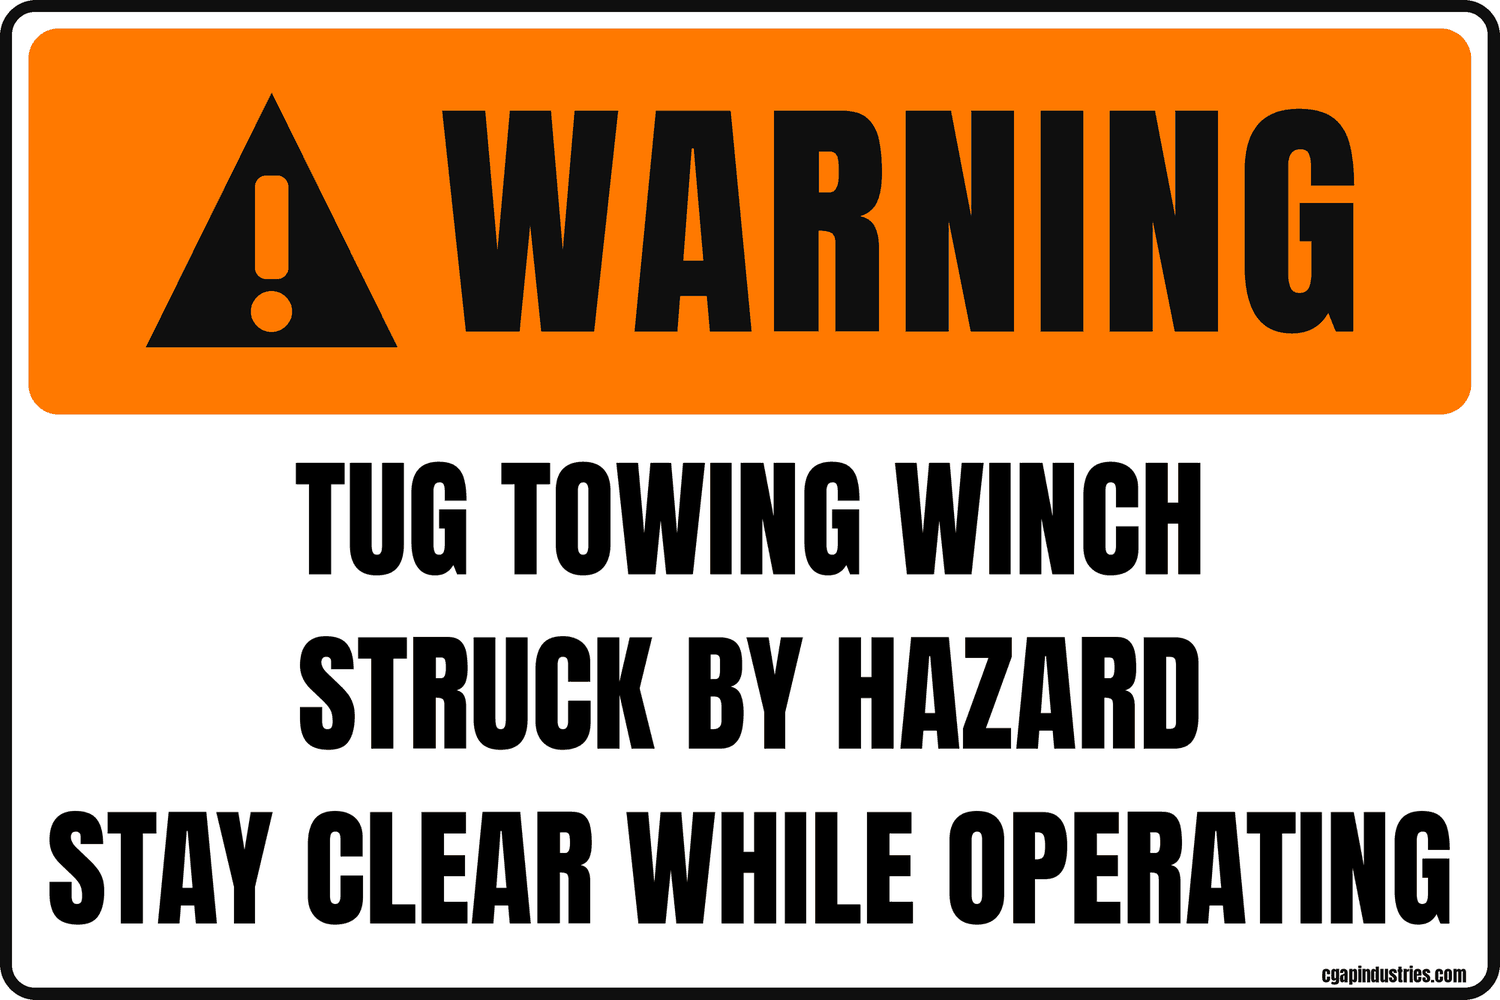 WARNING
TUG TOWING WINCH
STRUCK BY HAZARD
STAY CLEAR WHILE OPERATING
cgapindustries.com